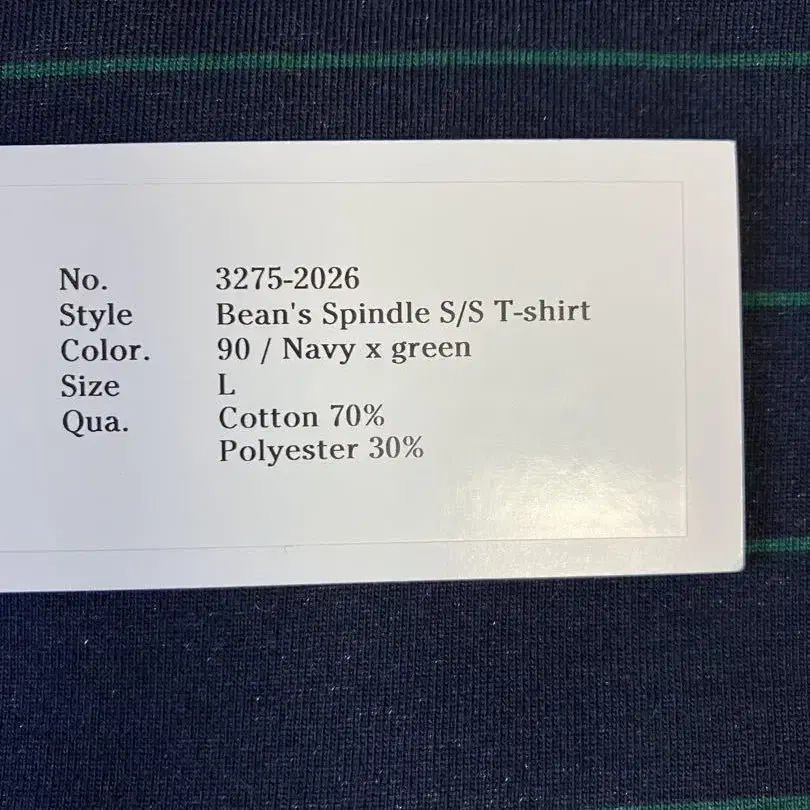 No. 3275-2026
Style Bean's Spindle S/S T-shirt
Color. 90 / Navy x green
Size L
Qua. Cotton 70%
Polyester 30%